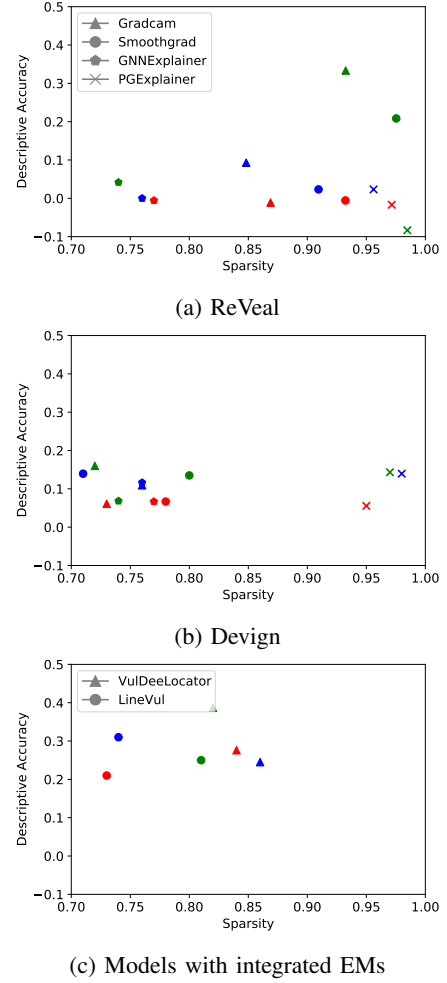 Gradcam
Smoothgrad
GNNExplainer
PGExplainer
Descriptive Accuracy
0.5
0.4
0.3
0.2
0.1
0.0
−0.1
0.70 0.75 0.80 0.85 0.90 0.95 1.00
Sparsity
(a) ReVeal
Descriptive Accuracy
0.5
0.4
0.3
0.2
0.1
0.0
−0.1
0.70 0.75 0.80 0.85 0.90 0.95 1.00
Sparsity
(b) Devign
VulDeeLocator
LineVul
Descriptive Accuracy
0.5
0.4
0.3
0.2
0.1
0.0
−0.1
0.70 0.75 0.80 0.85 0.90 0.95 1.00
Sparsity
(c) Models with integrated EMs